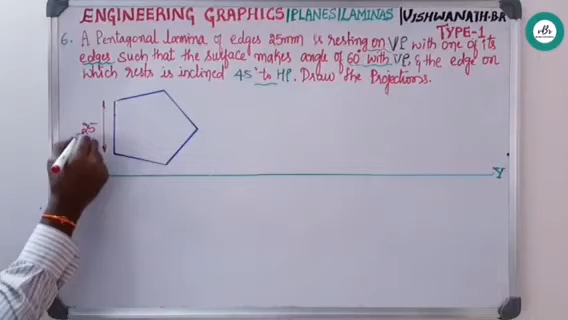 ENGINEERING GRAPHICS|PLANES|LAMINAS|VISHWANATH·BR
TYPE-1
6. A Pentagonal Lamina of edges 25mm is resting on VP with one of its
edges such that the surface makes angle of 60° with VP, & the edge on
which rests is inclined 45° to HP. Draw the Projections.
25
Y
VBr